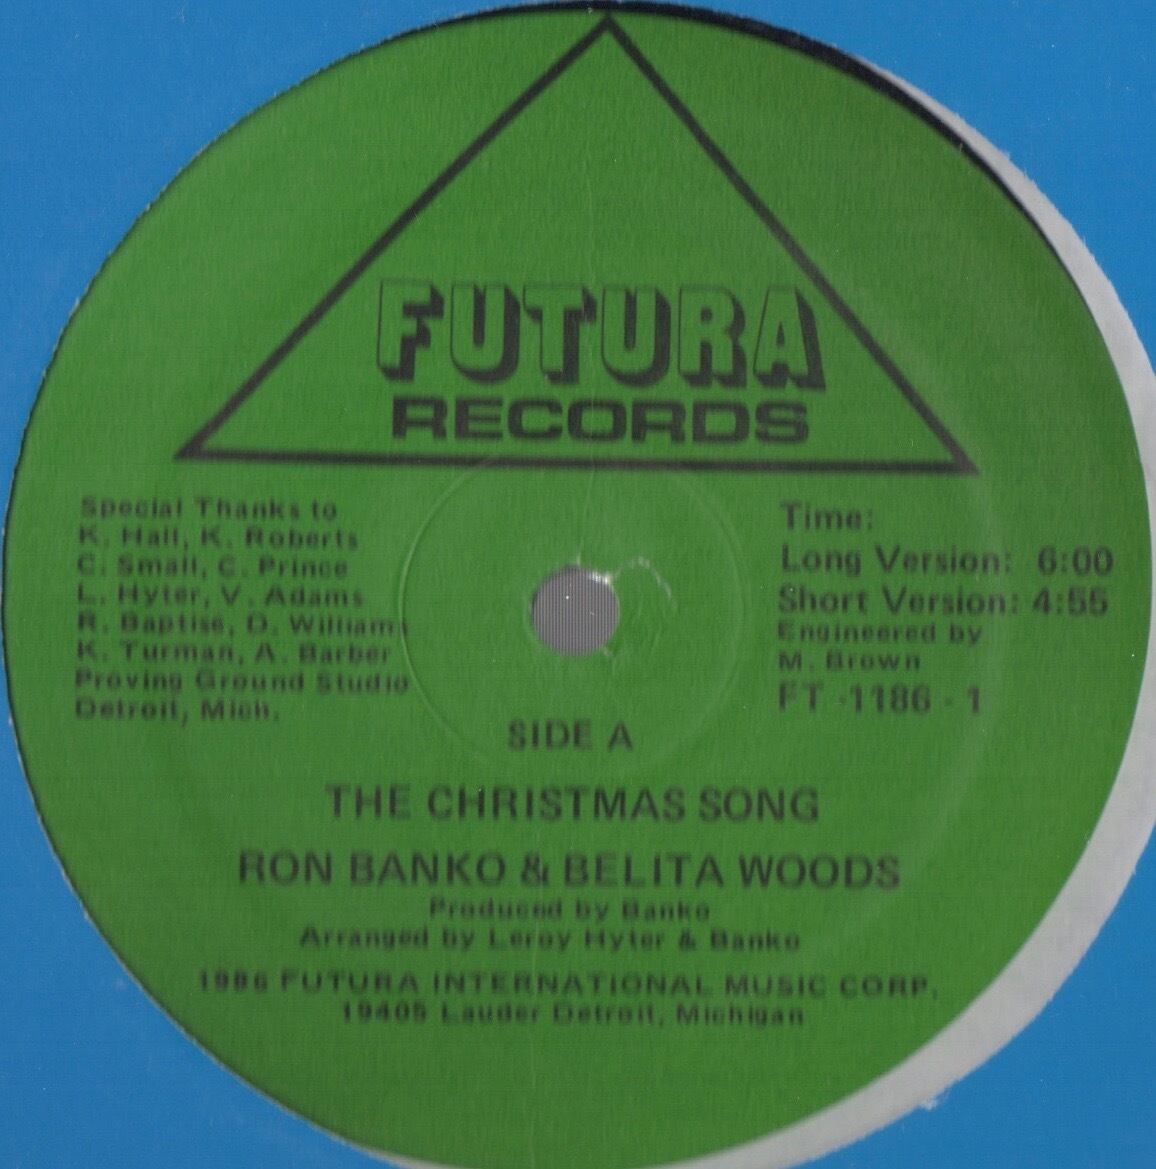 FUTURA
RECORDS
Special Thanks to
K. Hall, K. Roberts
C. Small, C. Prince
L. Hyter, V. Adams
R. Baptise, D. Williams
K. Turman, A. Barber
Proving Ground Studio
Detroit, Mich.
Time:
Long Version: 6:00
Short Version: 4:55
Engineered by
M. Brown
FT -1186 - 1
SIDE A
THE CHRISTMAS SONG
RON BANKO & BELITA WOODS
Produced by Banko
Arranged by Leroy Hyter & Banko
1986 FUTURA INTERNATIONAL MUSIC CORP.
19405 Lauder Detroit, Michigan